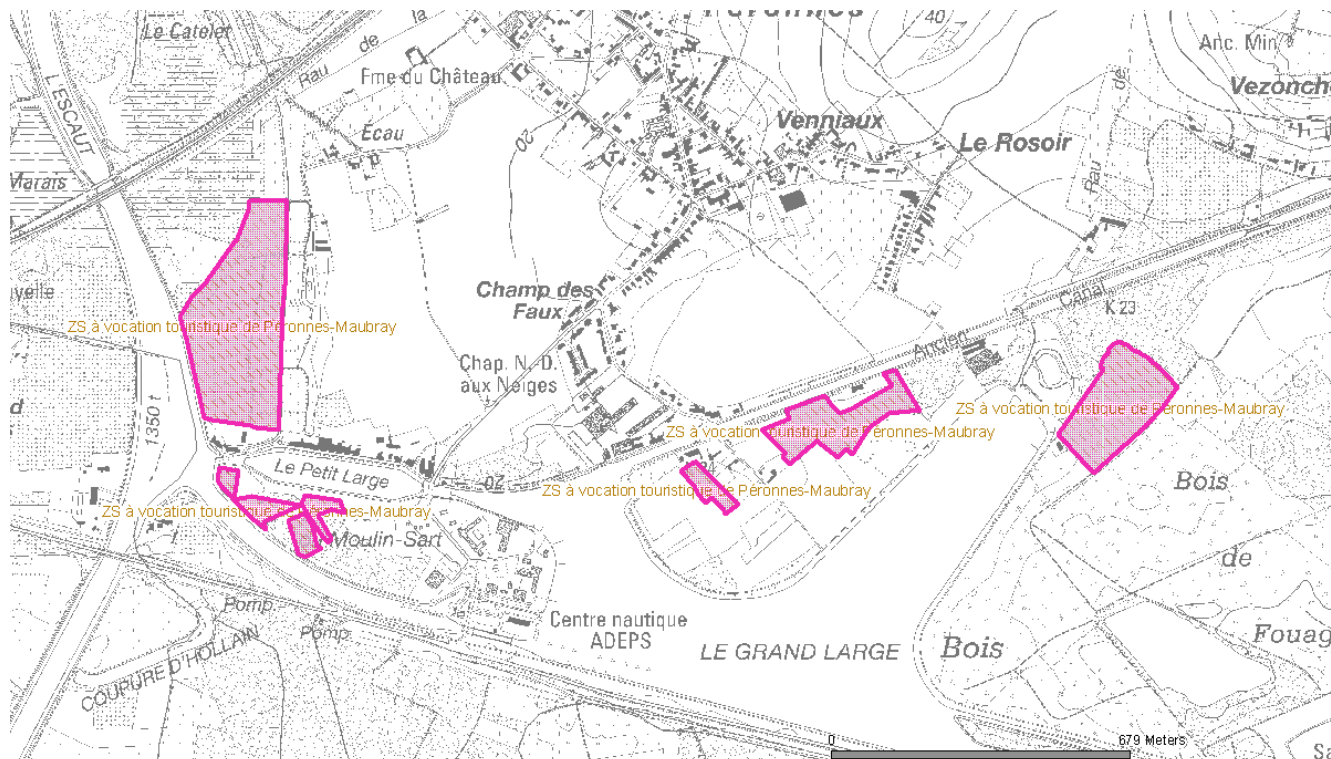 Le Catelet
40
Anc. Min
la
de
Rau
Fme du Château
Vezonch
L'ESCAUT
de
Rau
Écau
20
Venniaux
Le Rosoir
Marais
Champ des
Faux
Canal
K 23
Ancien
ZS à vocation touristique de Péronnes-Maubray
Chap. N.-D.
aux Neiges
d
1350 t
ZS à vocation touristique de Péronnes-Maubray
ZS à vocation touristique de Péronnes-Maubray
Le Petit Large
20
ZS à vocation touristique de Péronnes-Maubray
Bois
ZS à vocation touristique de Péronnes-Maubray
Moulin-Sart
de
Pomp.
Pomp.
Centre nautique
ADEPS
LE GRAND LARGE
Bois
Fouag
COUPURE D'HOLLAIN
0
679 Meters
Sa